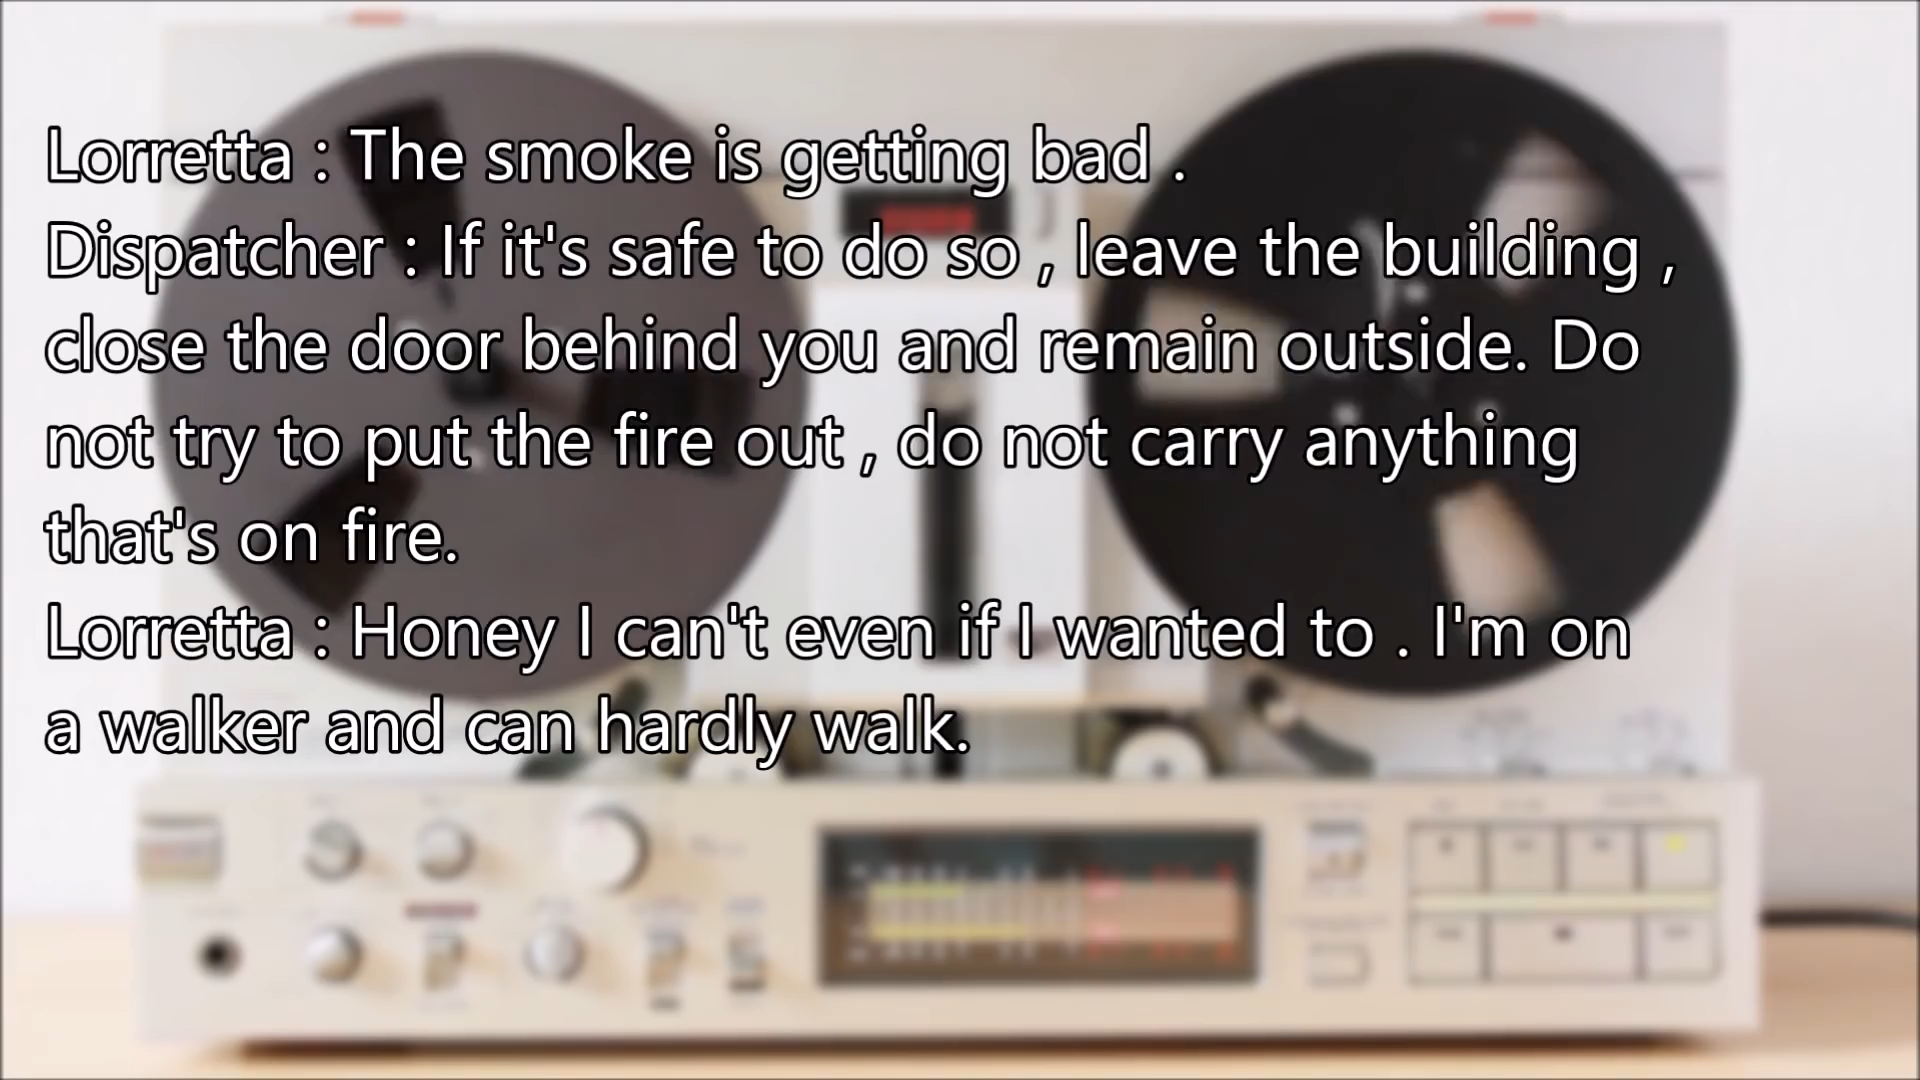 Lorretta : The smoke is getting bad .
Dispatcher : If it's safe to do so , leave the building ,
close the door behind you and remain outside. Do
not try to put the fire out , do not carry anything
that's on fire.
Lorretta : Honey I can't even if I wanted to . I'm on
a walker and can hardly walk.